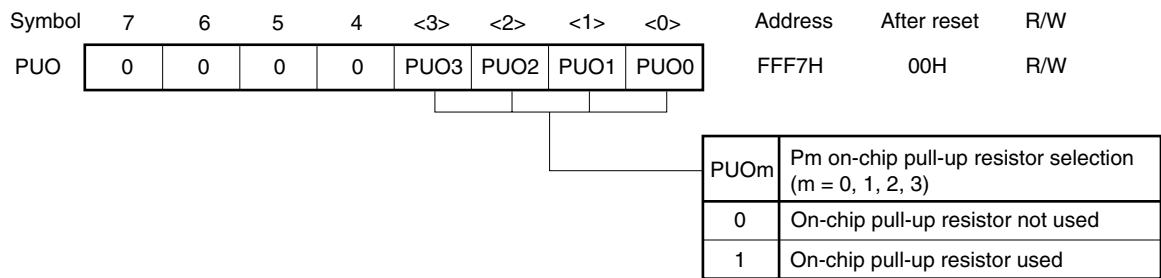 Symbol 7 6 5 4 <3> <2> <1> <0> Address After reset R/W
PUO 0 0 0 0 PUO3 PUO2 PUO1 PUO0 FFF7H 00H R/W
PUOm Pm on-chip pull-up resistor selection
(m = 0, 1, 2, 3)
0 On-chip pull-up resistor not used
1 On-chip pull-up resistor used